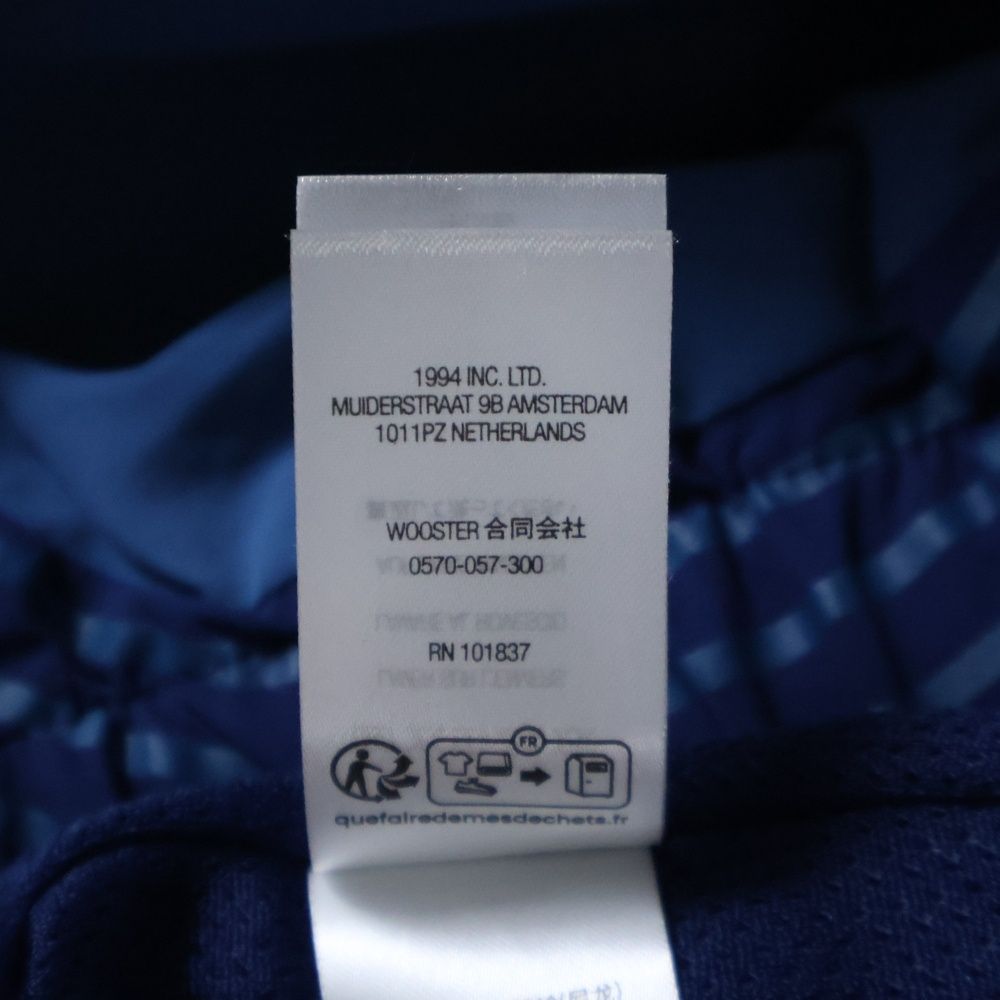 1994 INC. LTD.
MUIDERSTRAAT 9B AMSTERDAM
1011PZ NETHERLANDS
WOOSTER 合同会社
0570-057-300
RN 101837
FR
quefairedemesdechets.fr